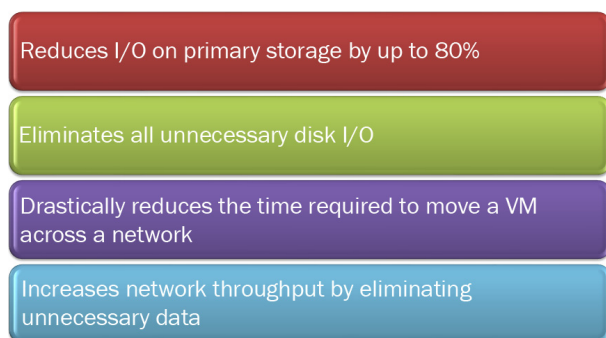 Reduces I/O on primary storage by up to 80%
Eliminates all unnecessary disk I/O
Drastically reduces the time required to move a VM
across a network
Increases network throughput by eliminating
unnecessary data